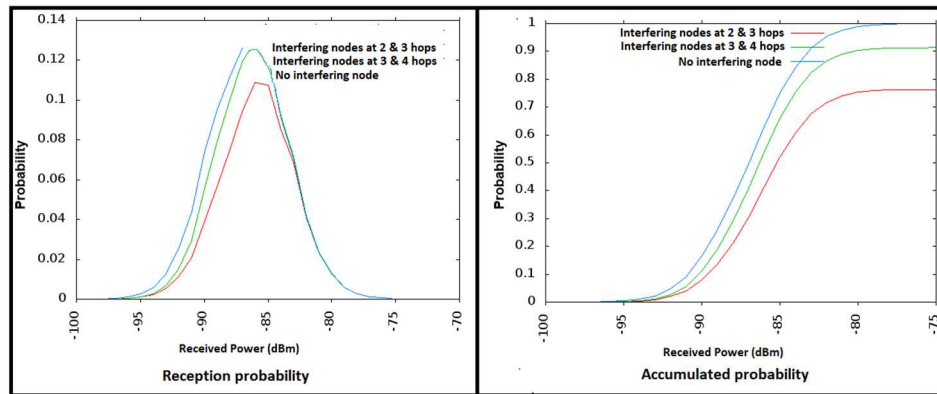 0.14
0.12
0.1
0.08
0.06
0.04
0.02
0
Probability
Interfering nodes at 2 & 3 hops
Interfering nodes at 3 & 4 hops
No interfering node
-100
-95
-90
-85
-80
-75
-70
Received Power (dBm)
Reception probability
1
0.9
0.8
0.7
0.6
0.5
0.4
0.3
0.2
0.1
0
Probability
Interfering nodes at 2 & 3 hops
Interfering nodes at 3 & 4 hops
No interfering node
-100
-95
-90
-85
-80
-75
Received Power (dBm)
Accumulated probability